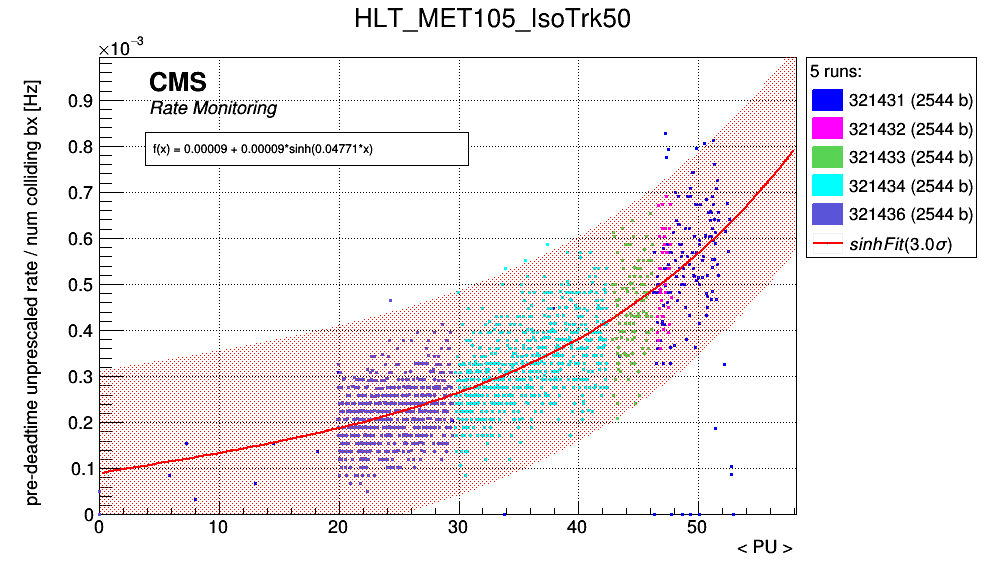 HLT_MET105_IsoTrk50
×10⁻³
CMS
Rate Monitoring
f(x) = 0.00009 + 0.00009*sinh(0.04771*x)
pre-deadtime unprescaled rate / num colliding bx [Hz]
0.9
0.8
0.7
0.6
0.5
0.4
0.3
0.2
0.1
0
0 10 20 30 40 50
< PU >
5 runs:
321431 (2544 b)
321432 (2544 b)
321433 (2544 b)
321434 (2544 b)
321436 (2544 b)
sinhFit(3.0σ)